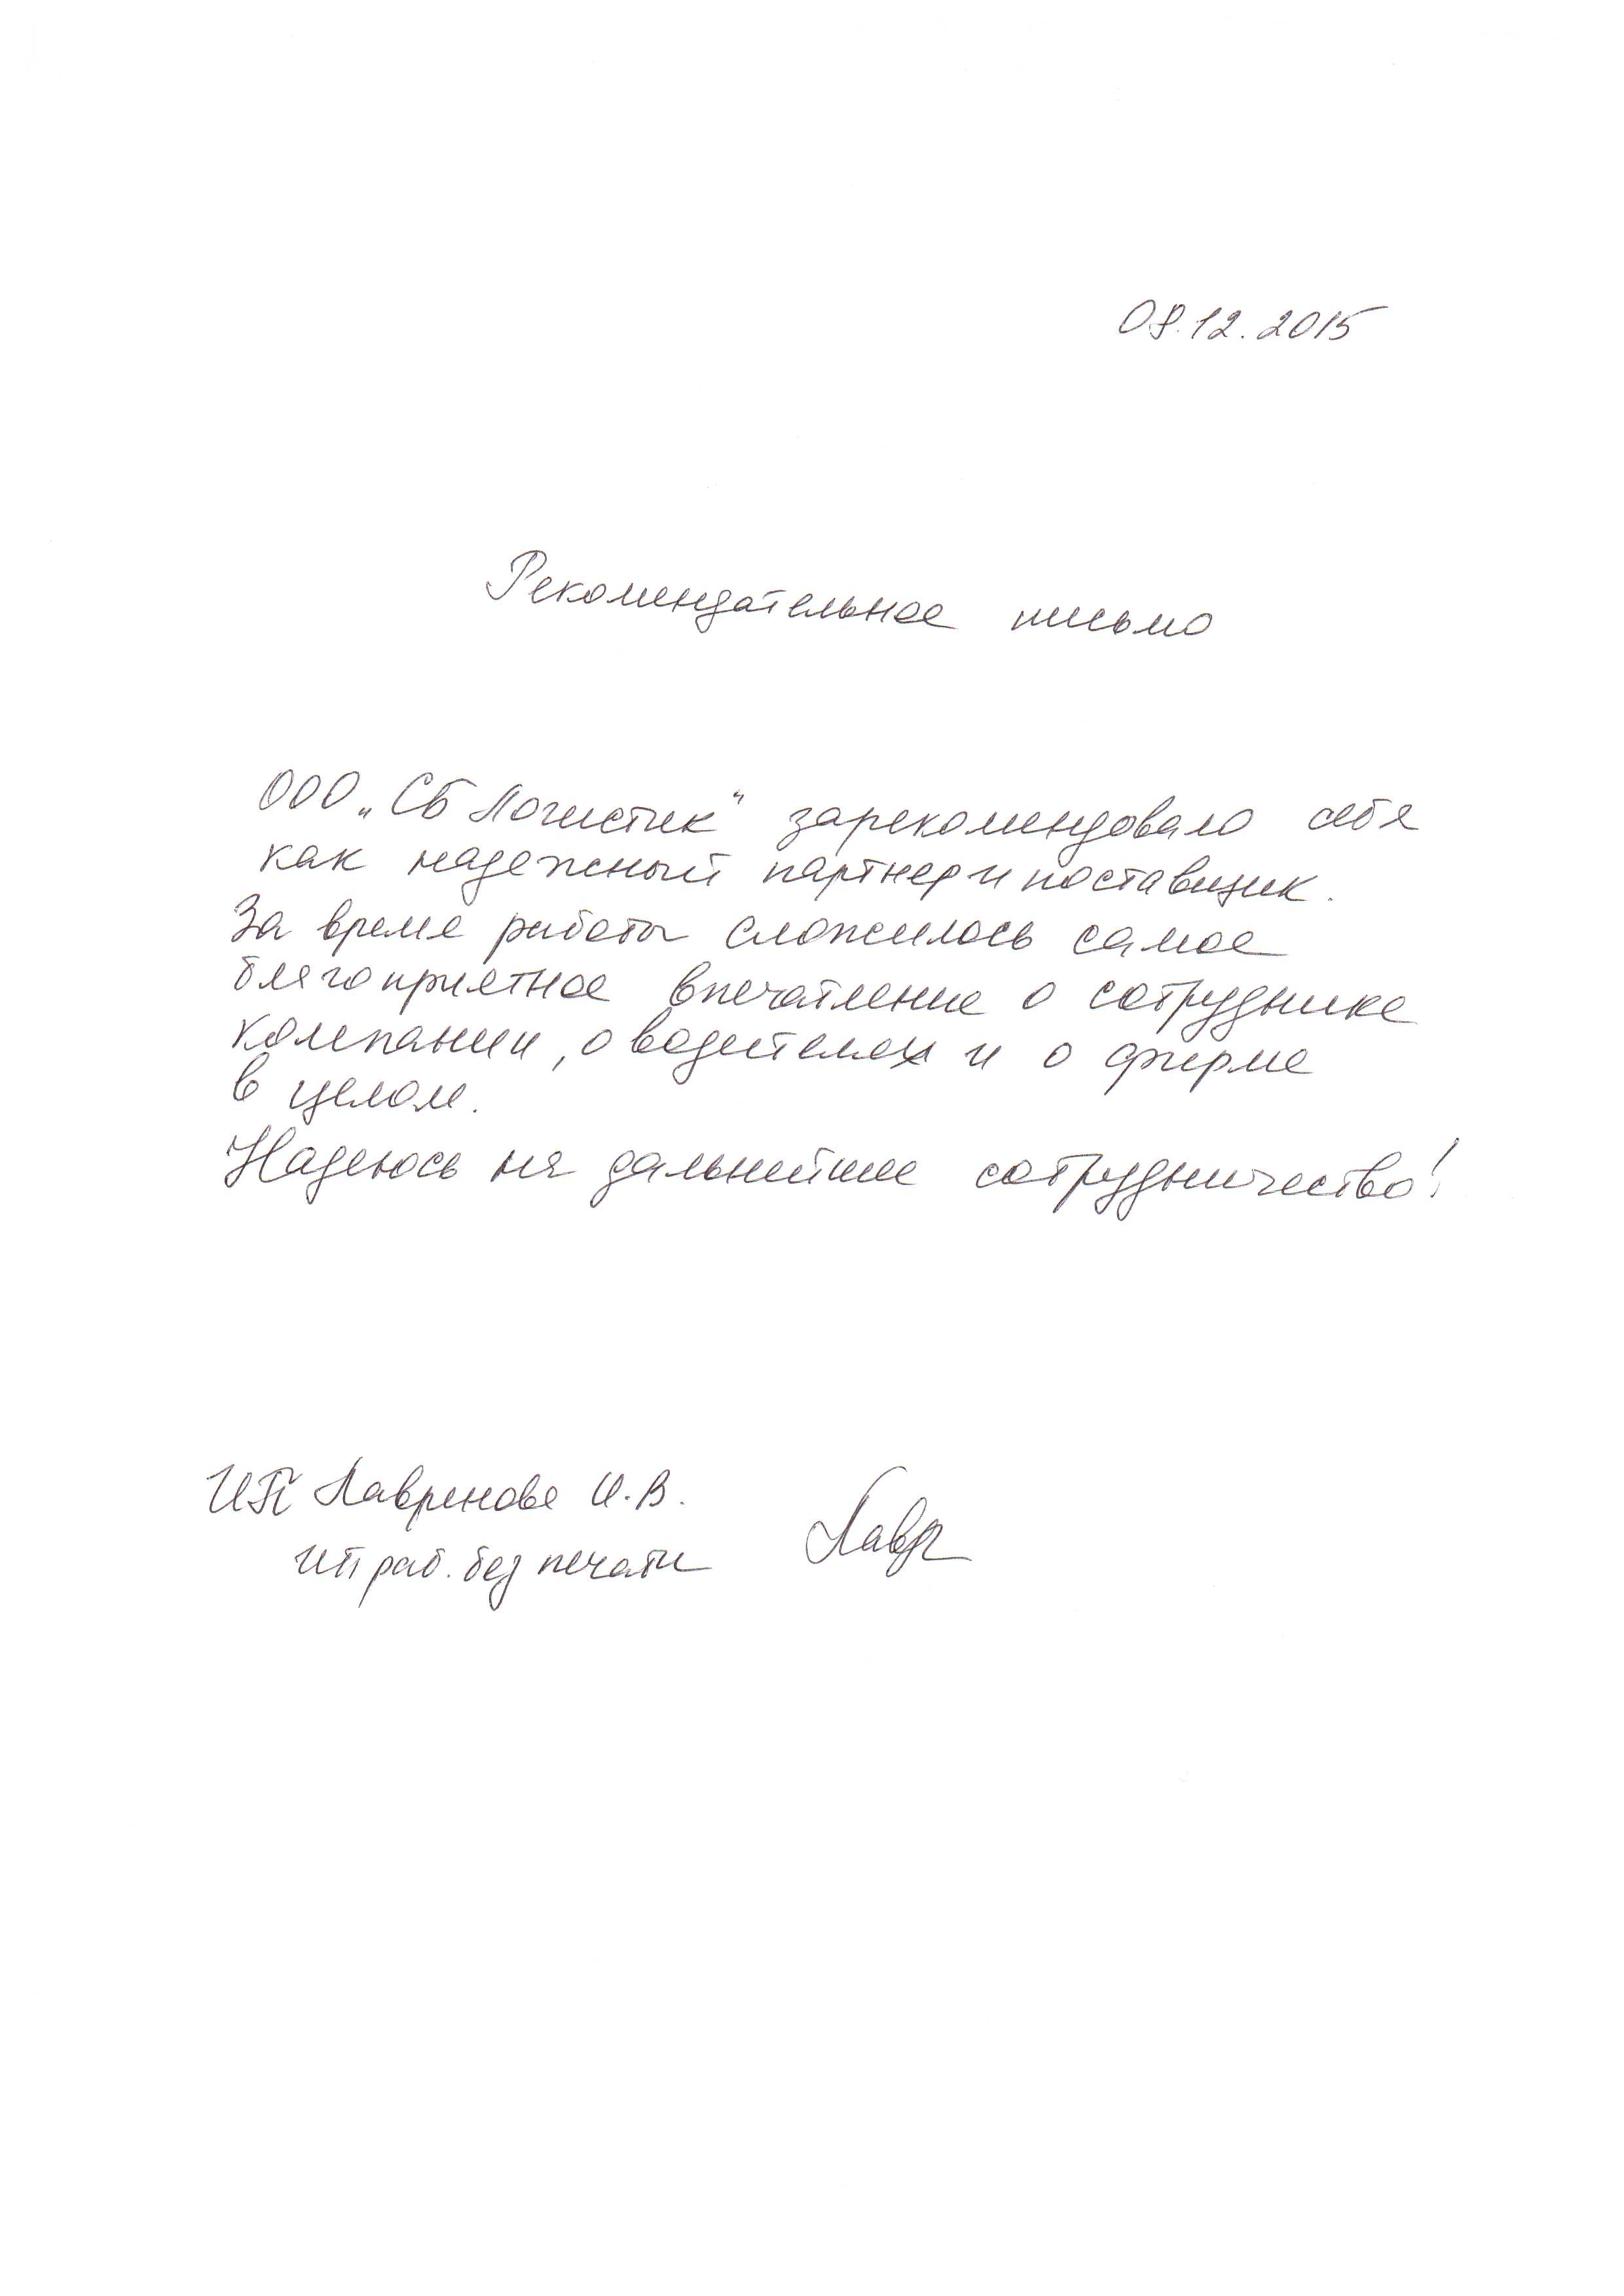 08.12.2015
Рекомендательное письмо
ООО „СБ Логистик" зарекомендовало себя
как надежный партнер и поставщик.
За время работы сложилось самое
благоприятное впечатление о сотруднике
компании, о водителях и о фирме
в целом.
Надеюсь на дальнейшее сотрудничество!
ИП Лавренова И.В.
ИП раб. без печати
Лавр